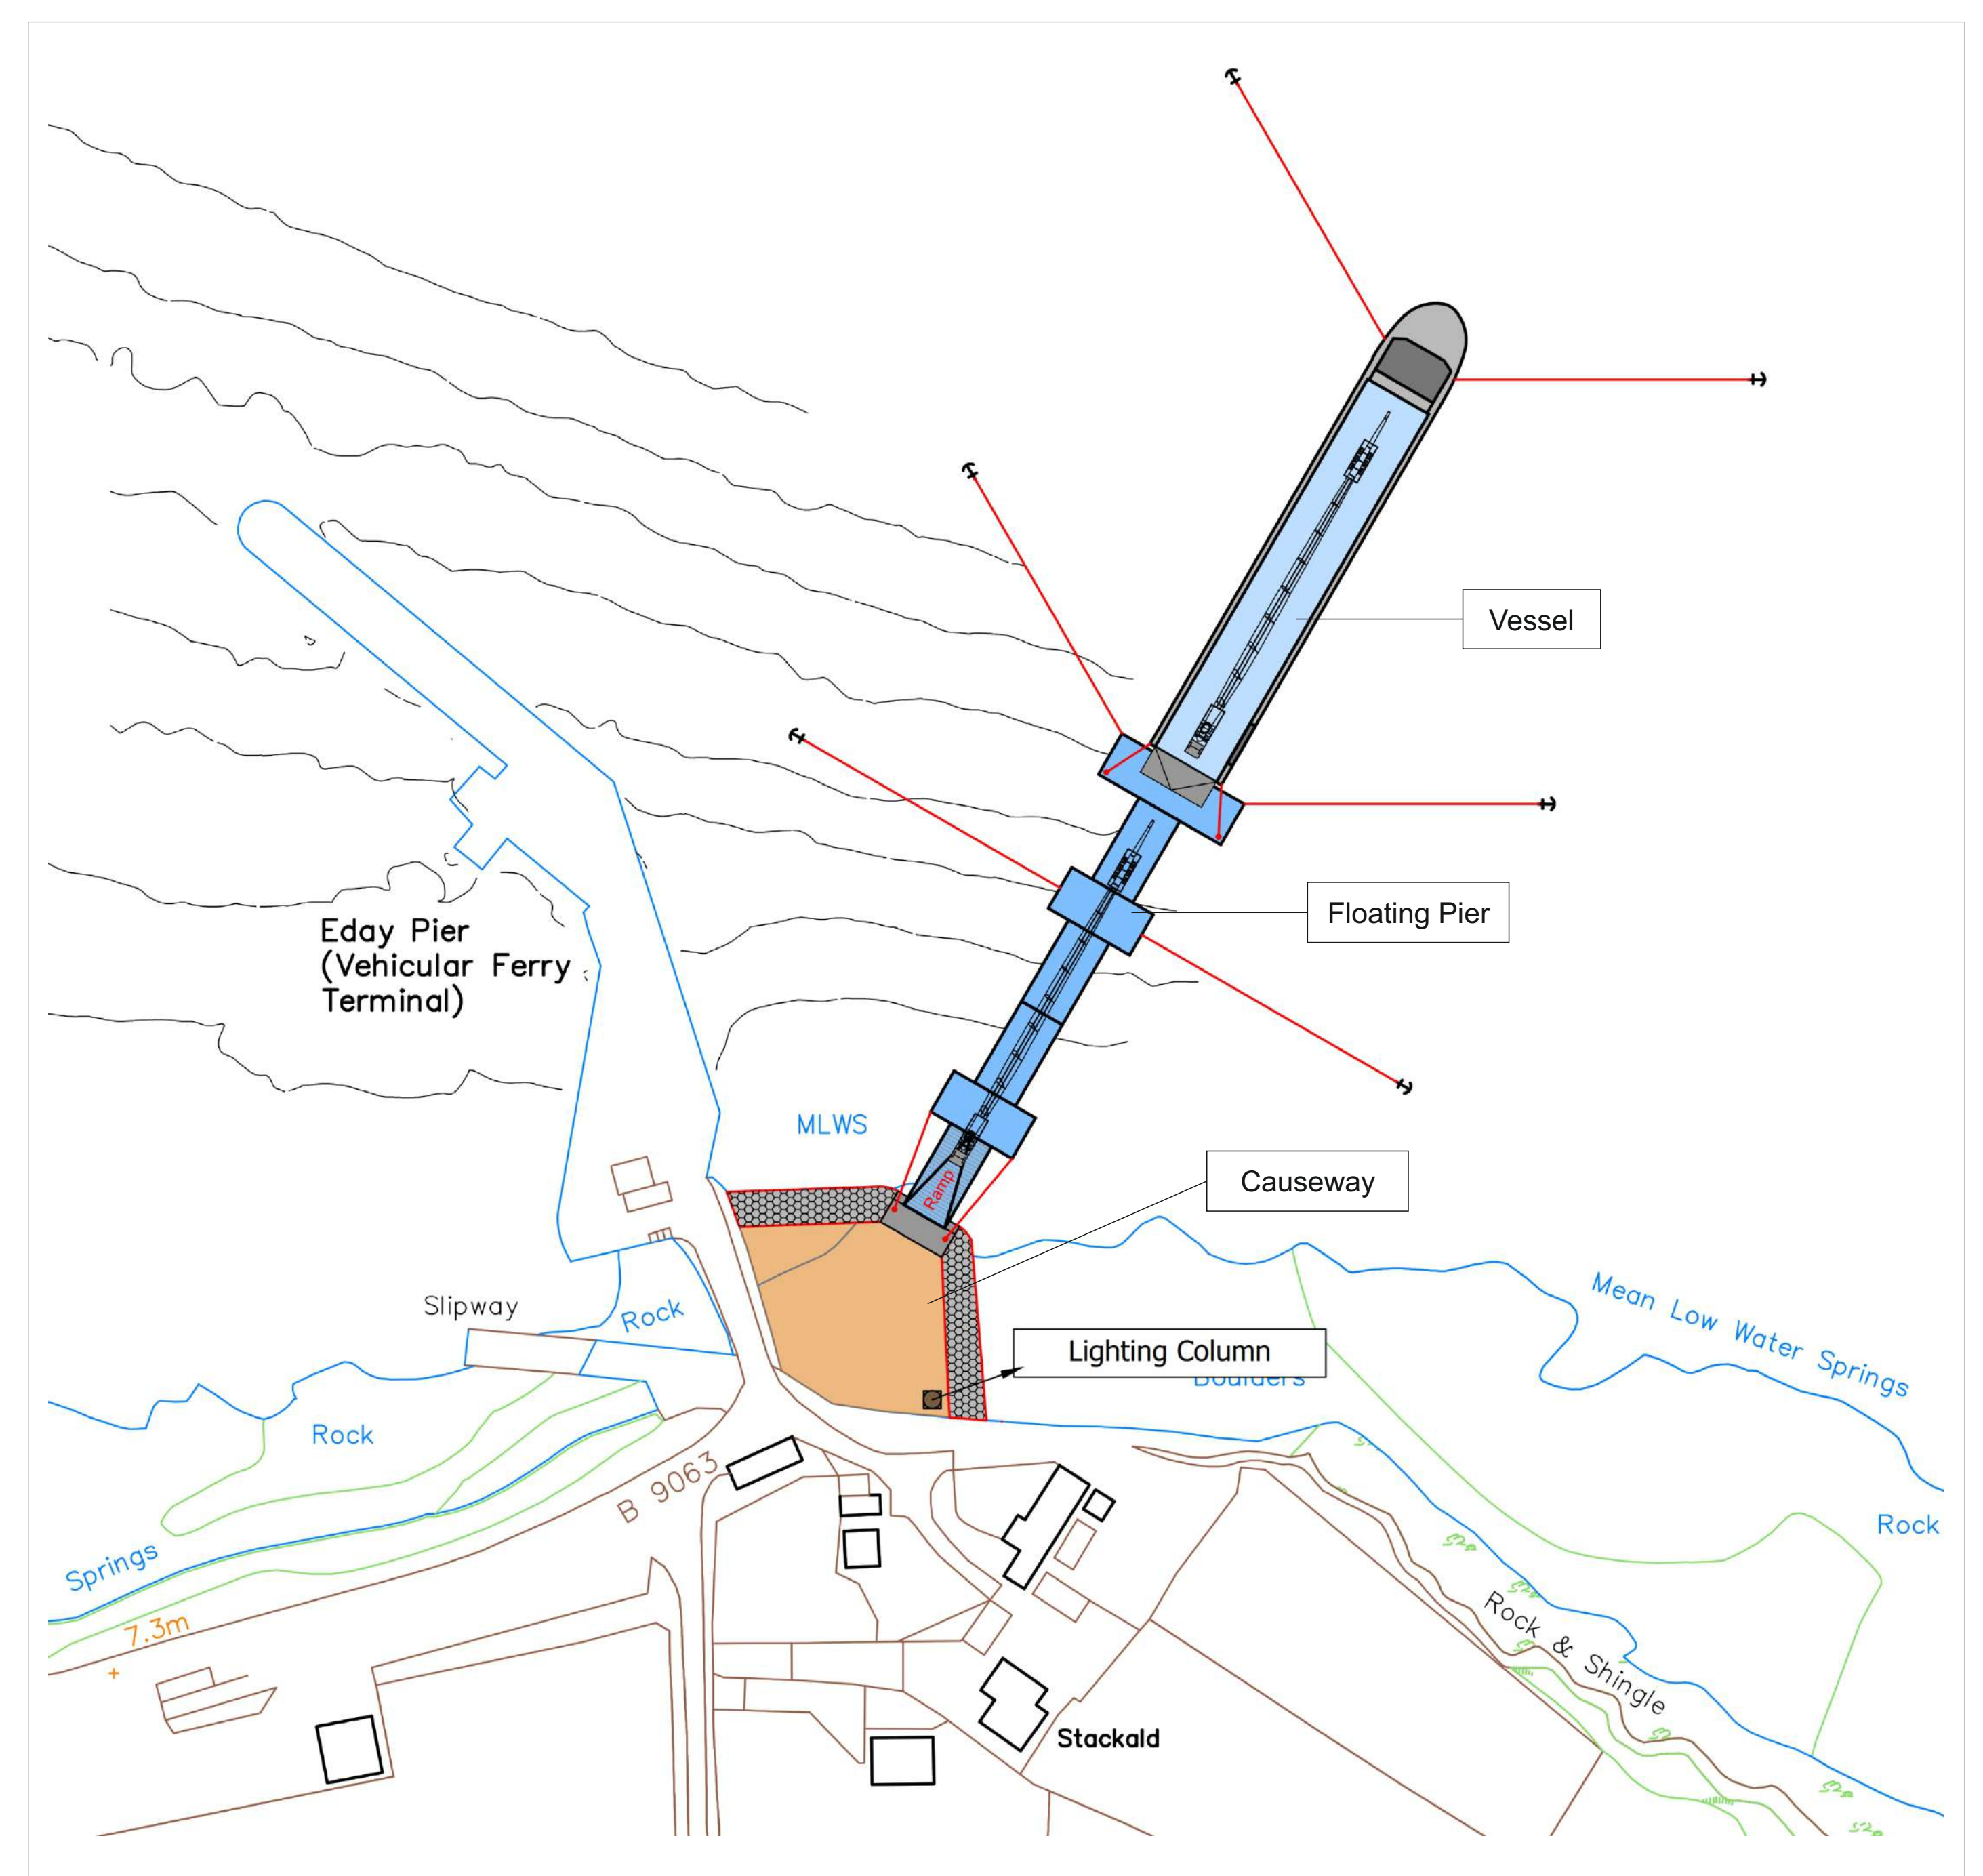 Vessel
Floating Pier
Eday Pier
(Vehicular Ferry
Terminal)
MLWS
Ramp
Causeway
Slipway
Rock
Mean Low Water Springs
Lighting Column
Boulders
Rock
B 9063
Rock
Springs
7.3m
Rock & Shingle
Stackald